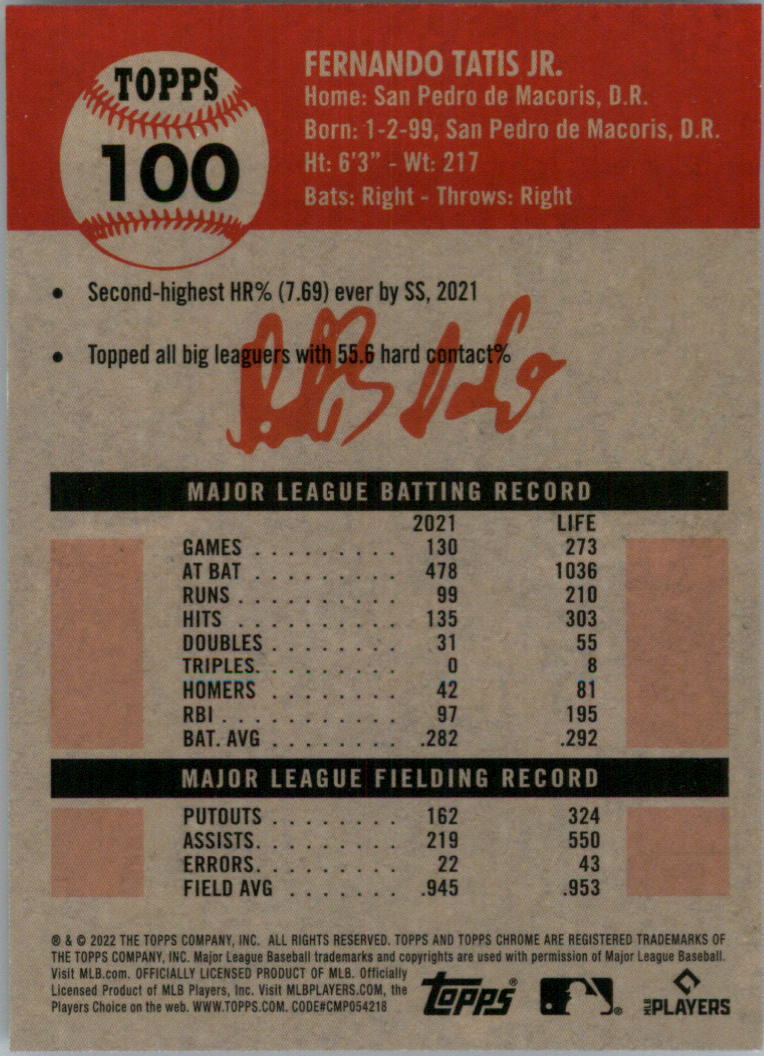 TOPPS
100
FERNANDO TATIS JR.
Home: San Pedro de Macoris, D.R.
Born: 1-2-99, San Pedro de Macoris, D.R.
Ht: 6'3" - Wt: 217
Bats: Right - Throws: Right
• Second-highest HR% (7.69) ever by SS, 2021
• Topped all big leaguers with 55.6 hard contact%
MAJOR LEAGUE BATTING RECORD
2021 LIFE
GAMES . . . . . . . . . 130 273
AT BAT . . . . . . . . 478 1036
RUNS . . . . . . . . . . 99 210
HITS . . . . . . . . . . 135 303
DOUBLES . . . . . . . . 31 55
TRIPLES. . . . . . . . . 0 8
HOMERS . . . . . . . . 42 81
RBI . . . . . . . . . . . 97 195
BAT. AVG . . . . . . . .282 .292
MAJOR LEAGUE FIELDING RECORD
PUTOUTS . . . . . . . . 162 324
ASSISTS. . . . . . . . . 219 550
ERRORS. . . . . . . . . 22 43
FIELD AVG . . . . . . . .945 .953
® & © 2022 THE TOPPS COMPANY, INC. ALL RIGHTS RESERVED. TOPPS AND TOPPS CHROME ARE REGISTERED TRADEMARKS OF
THE TOPPS COMPANY, INC. Major League Baseball trademarks and copyrights are used with permission of Major League Baseball.
Visit MLB.com. OFFICIALLY LICENSED PRODUCT OF MLB. Officially
Licensed Product of MLB Players, Inc. Visit MLBPLAYERS.COM, the
Players Choice on the web. WWW.TOPPS.COM. CODE#CMP054218
topps®
MLB PLAYERS